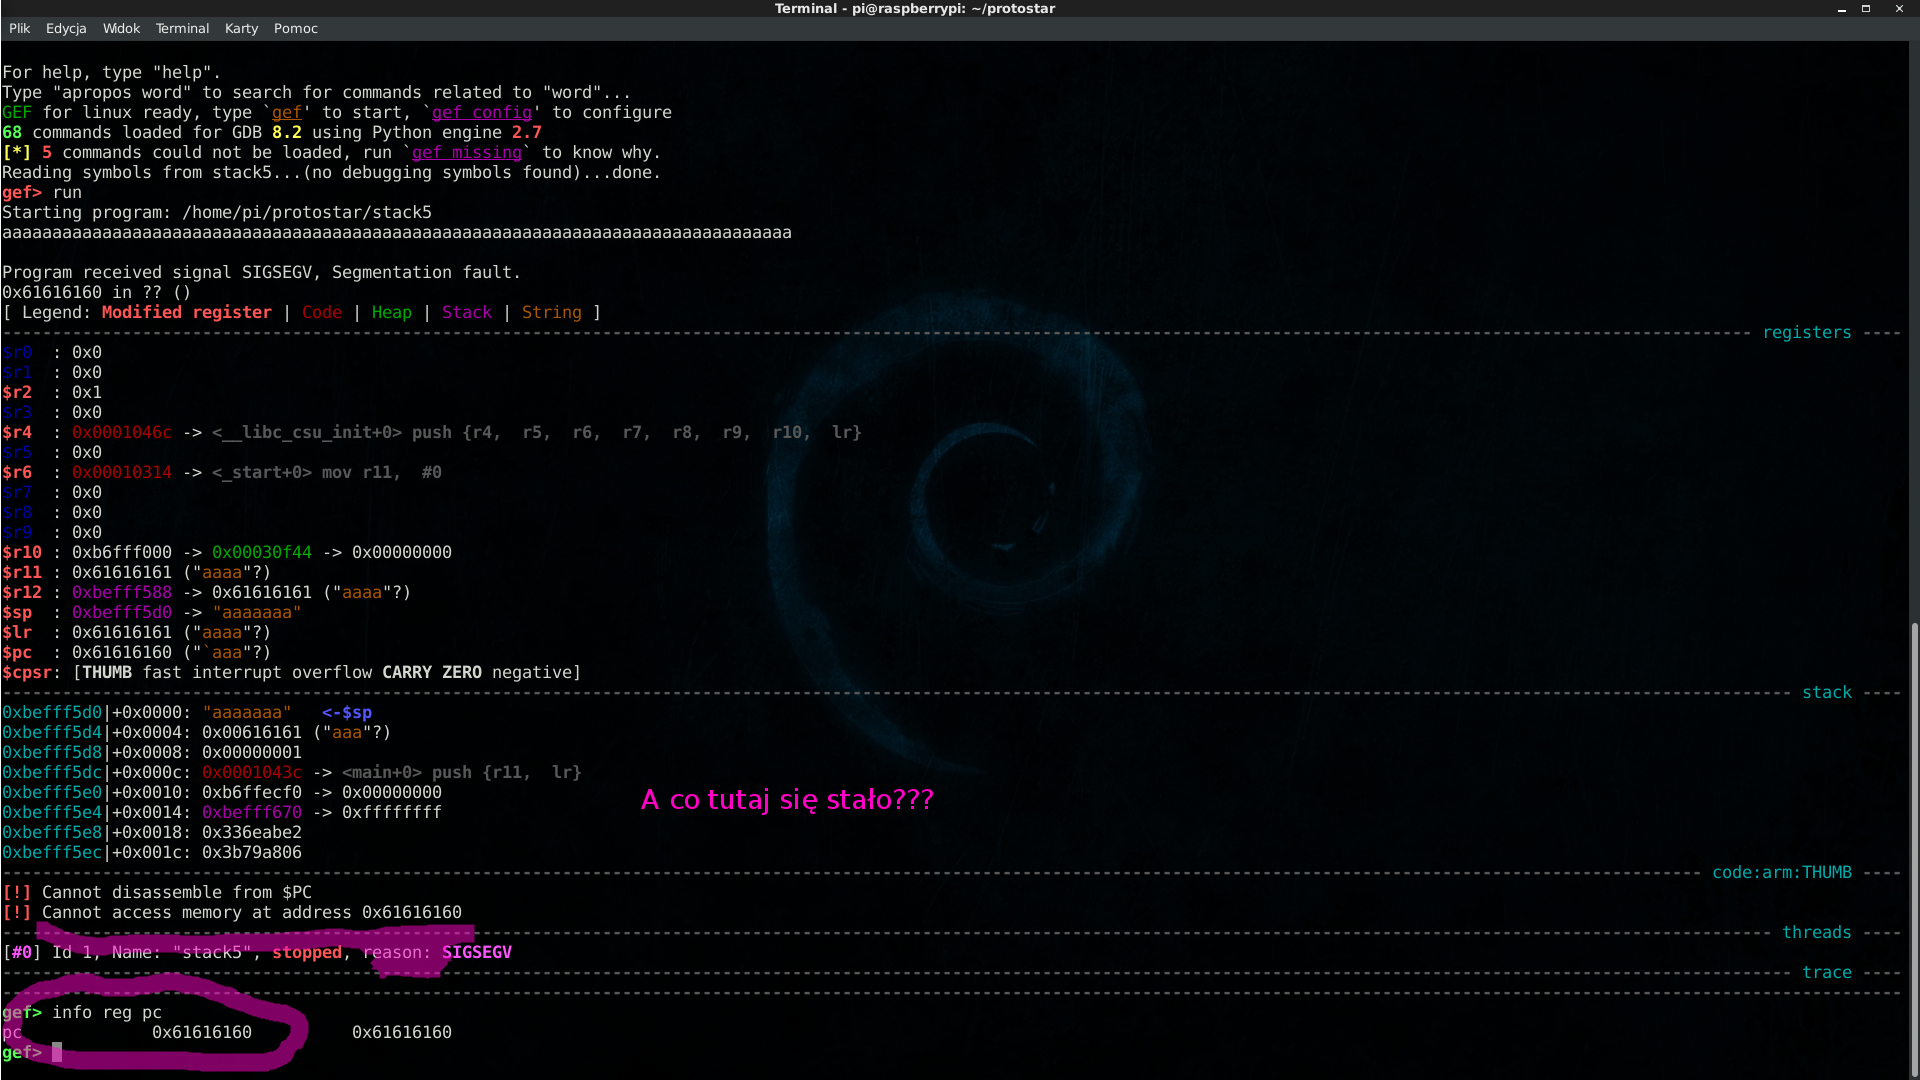 Terminal - pi@raspberrypi: ~/protostar
Plik Edycja Widok Terminal Karty Pomoc
For help, type "help".
Type "apropos word" to search for commands related to "word"...
GEF for linux ready, type `gef' to start, `gef config' to configure
68 commands loaded for GDB 8.2 using Python engine 2.7
[*] 5 commands could not be loaded, run `gef missing` to know why.
Reading symbols from stack5...(no debugging symbols found)...done.
gef> run
Starting program: /home/pi/protostar/stack5
aaaaaaaaaaaaaaaaaaaaaaaaaaaaaaaaaaaaaaaaaaaaaaaaaaaaaaaaaaaaaaaaaaaaaaaaaaaaaaa

Program received signal SIGSEGV, Segmentation fault.
0x61616160 in ?? ()
[ Legend: Modified register | Code | Heap | Stack | String ]
registers ----
$r0  : 0x0
$r1  : 0x0
$r2  : 0x1
$r3  : 0x0
$r4  : 0x0001046c -> <__libc_csu_init+0> push {r4,  r5,  r6,  r7,  r8,  r9,  r10,  lr}
$r5  : 0x0
$r6  : 0x00010314 -> <_start+0> mov r11,  #0
$r7  : 0x0
$r8  : 0x0
$r9  : 0x0
$r10 : 0xb6fff000 -> 0x00030f44 -> 0x00000000
$r11 : 0x61616161 ("aaaa"?)
$r12 : 0xbefff588 -> 0x61616161 ("aaaa"?)
$sp  : 0xbefff5d0 -> "aaaaaaa"
$lr  : 0x61616161 ("aaaa"?)
$pc  : 0x61616160 ("`aaa"?)
$cpsr: [THUMB fast interrupt overflow CARRY ZERO negative]
stack ----
0xbefff5d0|+0x0000: "aaaaaaa"   <-$sp
0xbefff5d4|+0x0004: 0x00616161 ("aaa"?)
0xbefff5d8|+0x0008: 0x00000001
0xbefff5dc|+0x000c: 0x0001043c -> <main+0> push {r11,  lr}
0xbefff5e0|+0x0010: 0xb6ffecf0 -> 0x00000000
A co tutaj się stało???
0xbefff5e4|+0x0014: 0xbefff670 -> 0xffffffff
0xbefff5e8|+0x0018: 0x336eabe2
0xbefff5ec|+0x001c: 0x3b79a806
code:arm:THUMB ----
[!] Cannot disassemble from $PC
[!] Cannot access memory at address 0x61616160
threads ----
[#0] Id 1, Name: "stack5", stopped, reason: SIGSEGV
trace ----
gef> info reg pc
pc             0x61616160          0x61616160
gef>